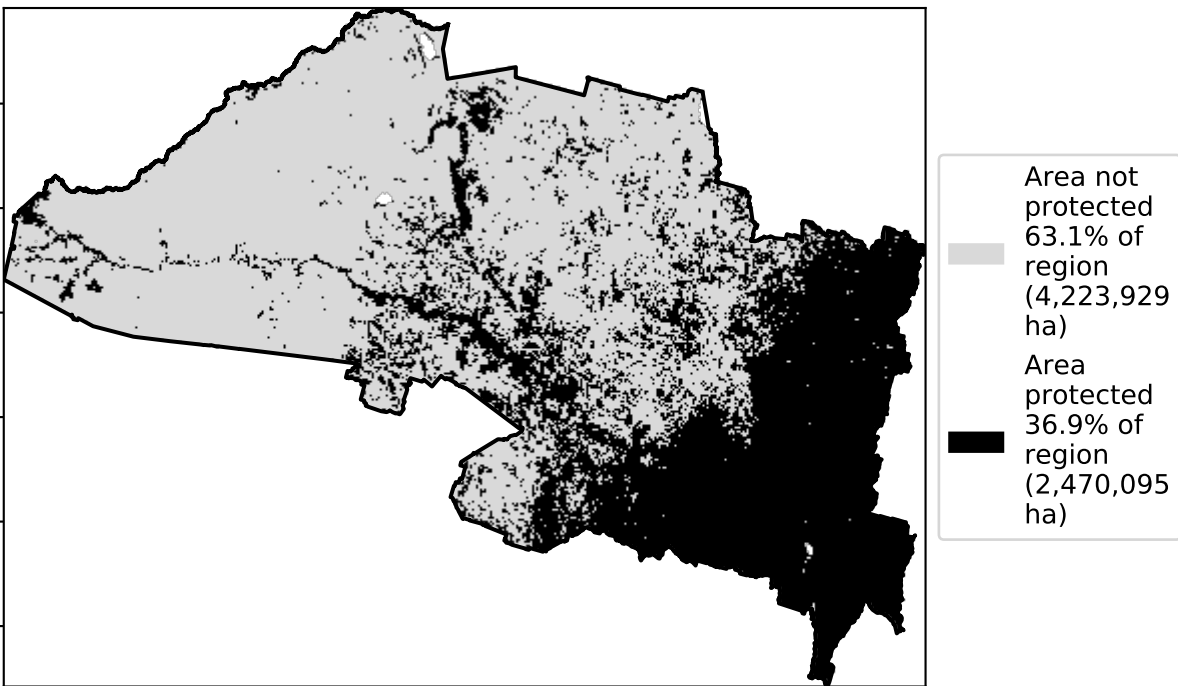 Area not
protected
63.1% of
region
(4,223,929
ha)
Area
protected
36.9% of
region
(2,470,095
ha)